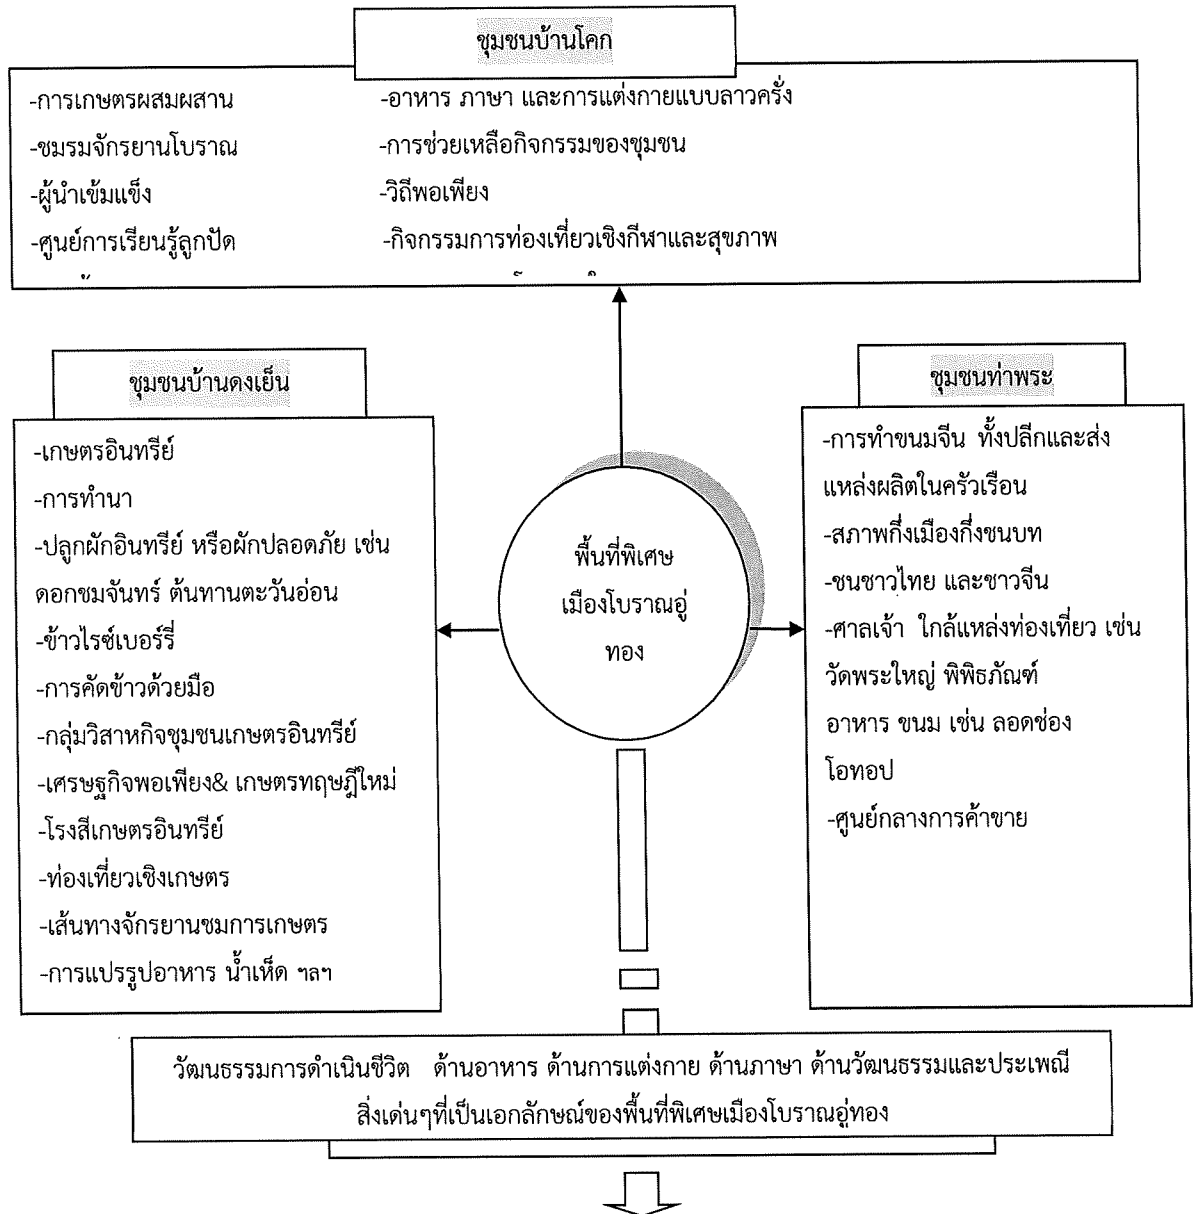 ชุมชนบ้านโคก
-การเกษตรผสมผสาน -อาหาร ภาษา และการแต่งกายแบบลาวครั่ง
-ชมรมจักรยานโบราณ -การช่วยเหลือกิจกรรมของชุมชน
-ผู้นำเข้มแข็ง -วิถีพอเพียง
-ศูนย์การเรียนรู้ลูกปัด -กิจกรรมการท่องเที่ยวเชิงกีฬาและสุขภาพ
ชุมชนบ้านดงเย็น
-เกษตรอินทรีย์
-การทำนา
-ปลูกผักอินทรีย์ หรือผักปลอดภัย เช่น
ดอกชมจันทร์ ต้นทานตะวันอ่อน
-ข้าวไรซ์เบอร์รี่
-การคัดข้าวด้วยมือ
-กลุ่มวิสาหกิจชุมชนเกษตรอินทรีย์
-เศรษฐกิจพอเพียง& เกษตรทฤษฎีใหม่
-โรงสีเกษตรอินทรีย์
-ท่องเที่ยวเชิงเกษตร
-เส้นทางจักรยานชมการเกษตร
-การแปรรูปอาหาร น้ำเห็ด ฯลฯ
พื้นที่พิเศษ
เมืองโบราณอู่
ทอง
ชุมชนท่าพระ
-การทำขนมจีน ทั้งปลีกและส่ง
แหล่งผลิตในครัวเรือน
-สภาพกึ่งเมืองกึ่งชนบท
-ชนชาวไทย และชาวจีน
-ศาลเจ้า ใกล้แหล่งท่องเที่ยว เช่น
วัดพระใหญ่ พิพิธภัณฑ์
อาหาร ขนม เช่น ลอดช่อง
โอทอป
-ศูนย์กลางการค้าขาย
วัฒนธรรมการดำเนินชีวิต ด้านอาหาร ด้านการแต่งกาย ด้านภาษา ด้านวัฒนธรรมและประเพณี
สิ่งเด่นๆที่เป็นเอกลักษณ์ของพื้นที่พิเศษเมืองโบราณอู่ทอง